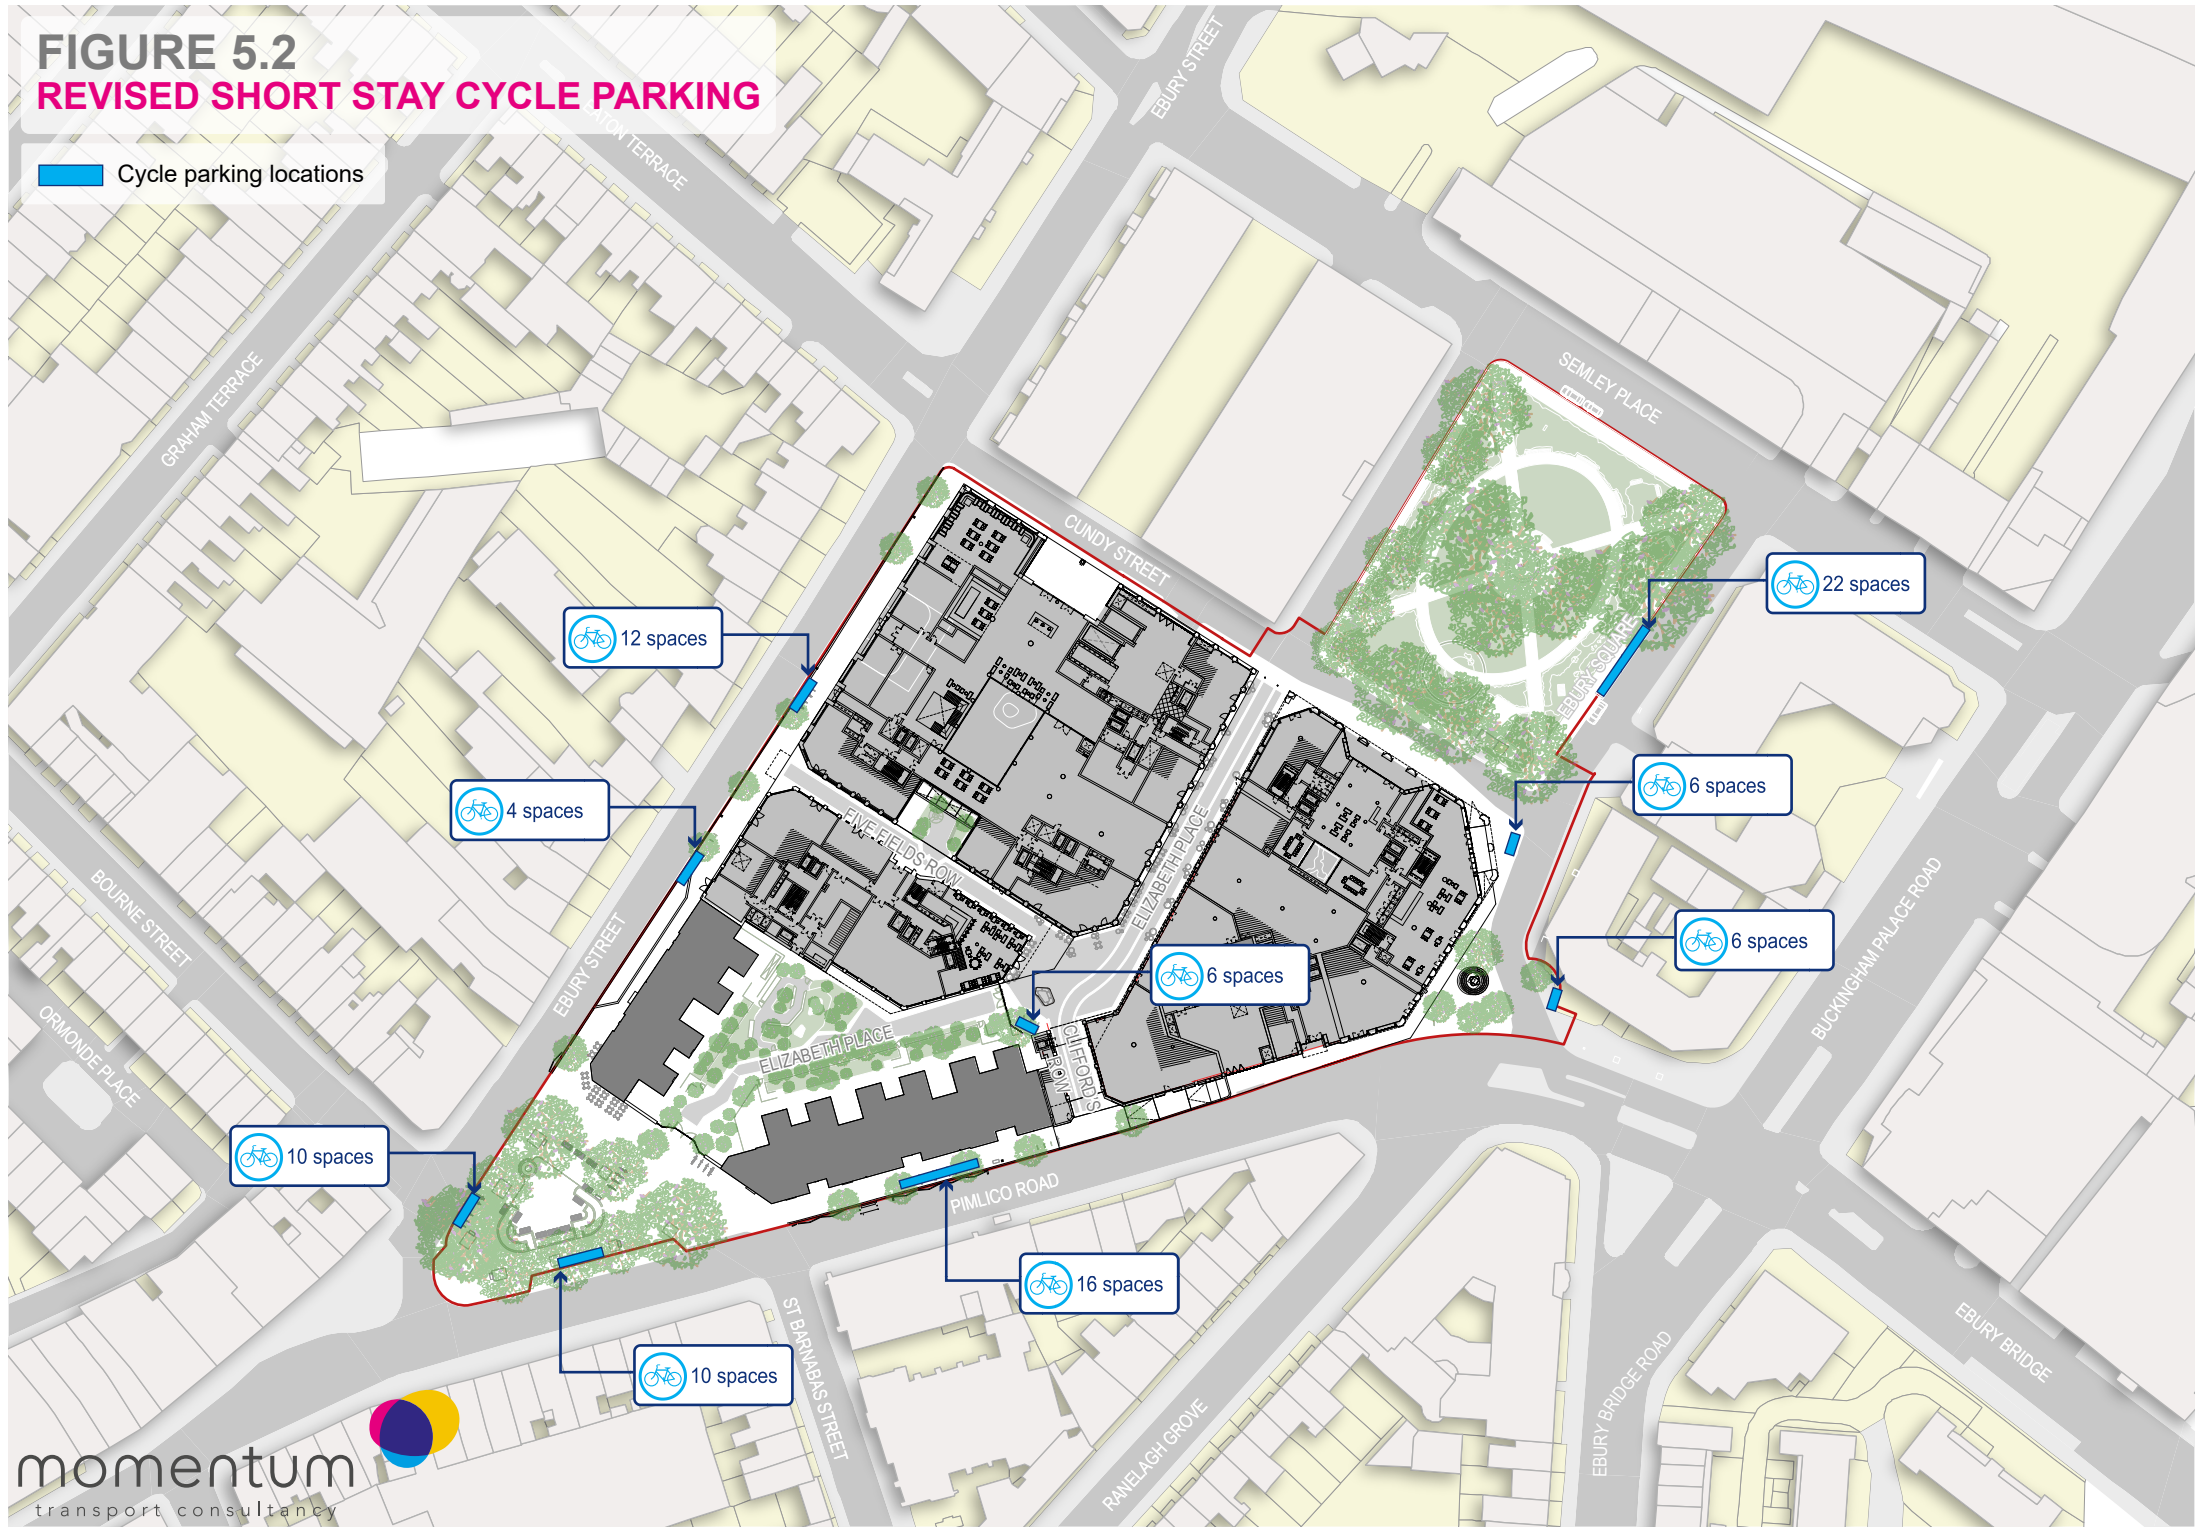 FIGURE 5.2
REVISED SHORT STAY CYCLE PARKING
Cycle parking locations
EBURY STREET
EATON TERRACE
GRAHAM TERRACE
SEMLEY PLACE
CUNDY STREET
22 spaces
12 spaces
EBURY SQUARE
6 spaces
4 spaces
FIVE FIELDS ROW
ELIZABETH PLACE
BOURNE STREET
EBURY STREET
6 spaces
6 spaces
BUCKINGHAM PALACE ROAD
ORMONDE PLACE
ELIZABETH PLACE
CLIFFORD'S
ROW
10 spaces
PIMLICO ROAD
16 spaces
10 spaces
ST BARNABAS STREET
RANELAGH GROVE
EBURY BRIDGE ROAD
EBURY BRIDGE
momentum
transport consultancy